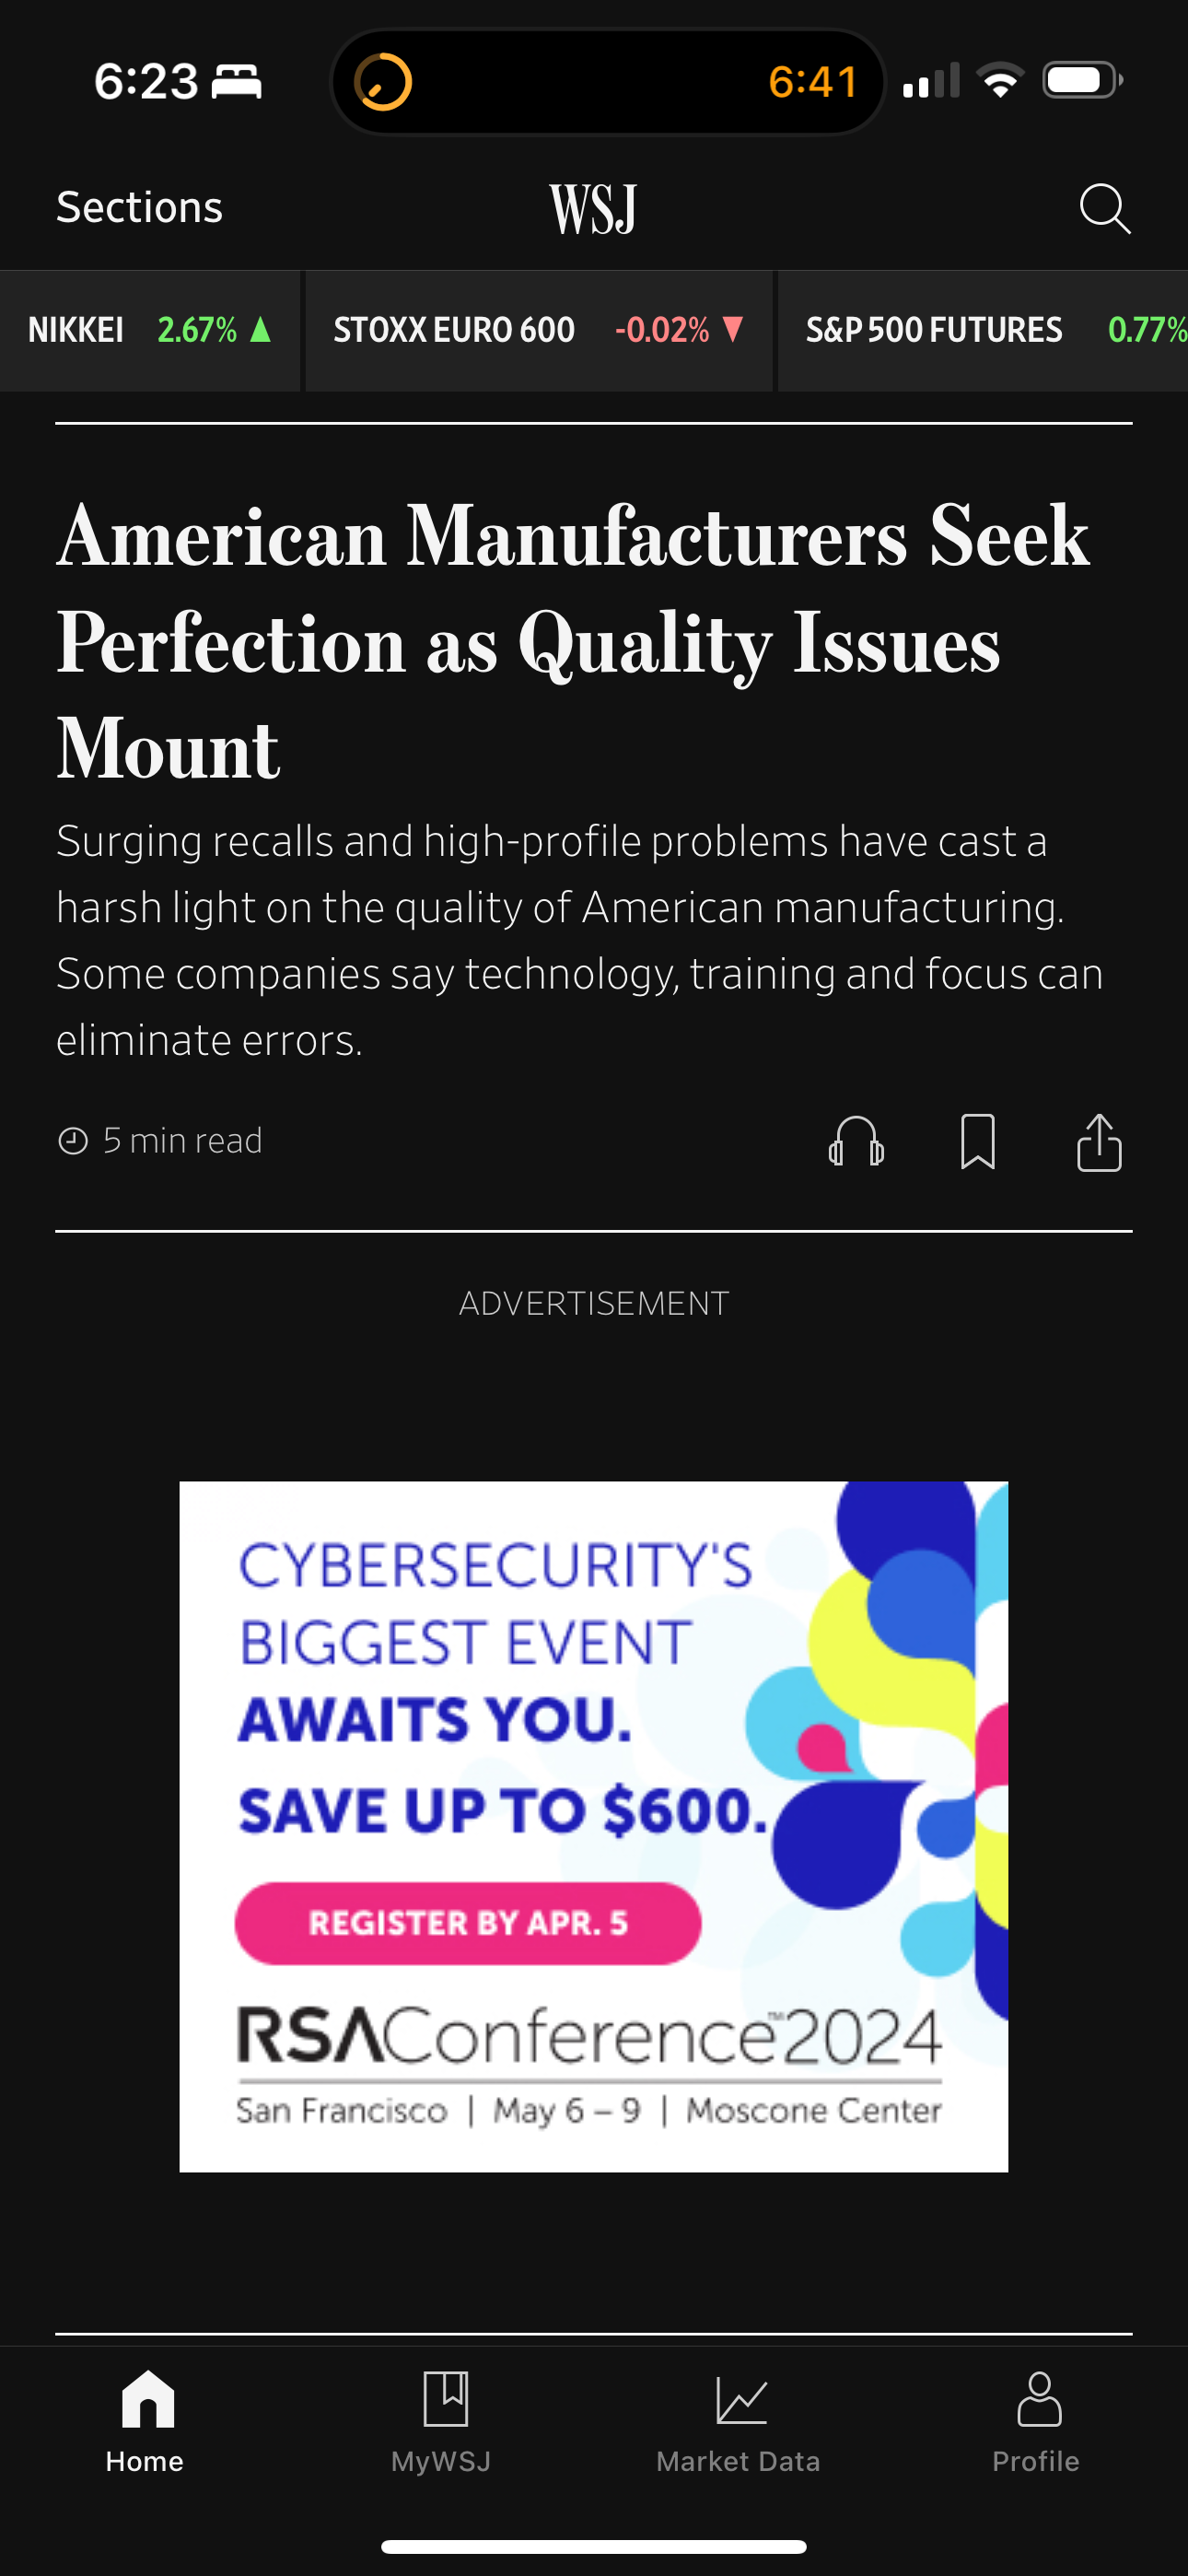 6:23
6:41
Sections
WSJ
NIKKEI 2.67% ▲
STOXX EURO 600 -0.02% ▼
S&P 500 FUTURES 0.77%
American Manufacturers Seek
Perfection as Quality Issues
Mount
Surging recalls and high-profile problems have cast a
harsh light on the quality of American manufacturing.
Some companies say technology, training and focus can
eliminate errors.
5 min read
ADVERTISEMENT
CYBERSECURITY'S
BIGGEST EVENT
AWAITS YOU.
SAVE UP TO $600.
REGISTER BY APR. 5
RSAConference™2024
San Francisco | May 6 – 9 | Moscone Center
Home
MyWSJ
Market Data
Profile